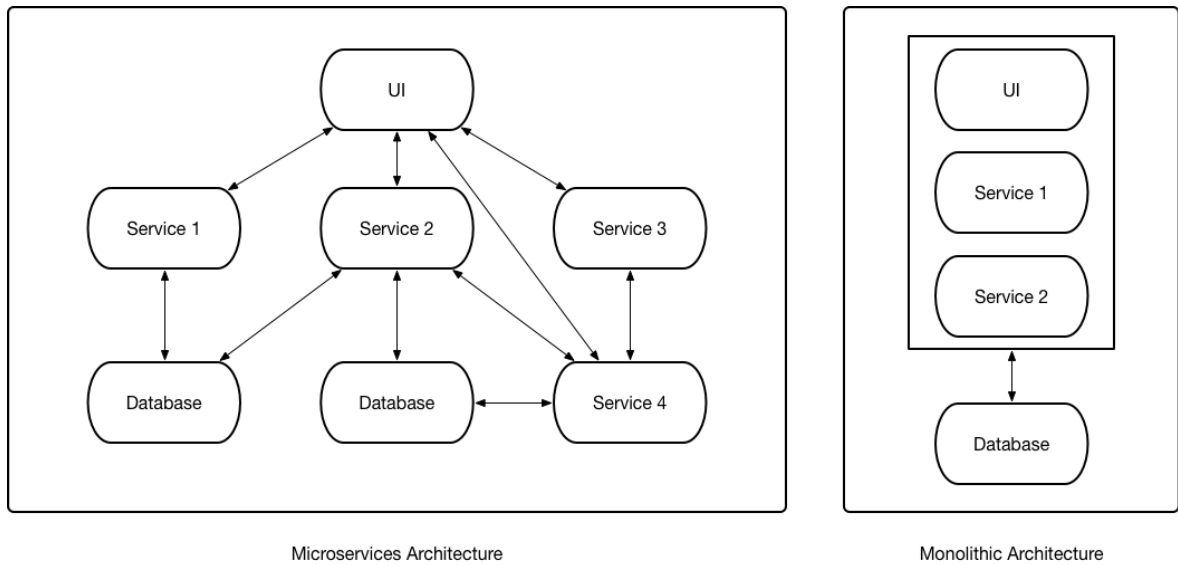 UI
Service 1
Service 2
Service 3
Database
Database
Service 4
Microservices Architecture
UI
Service 1
Service 2
Database
Monolithic Architecture